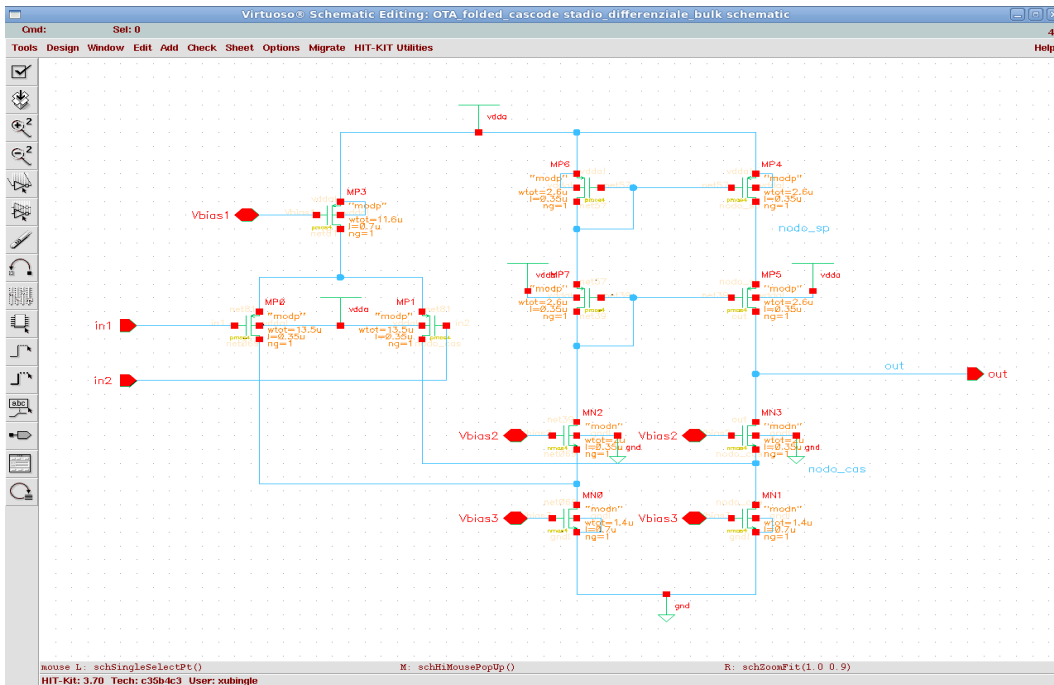 Virtuoso® Schematic Editing: OTA_folded_cascode stadio_differenziale_bulk schematic
Cmd: Sel: 0 4
Tools Design Window Edit Add Check Sheet Options Migrate HIT-KIT Utilities Help
vdda
MP6
"modp"
wtot=2.6u
l=0.35u
ng=1
MP4
"modp"
wtot=2.6u
l=0.35u
ng=1
MP3
"modp"
wtot=11.6u
l=0.7u
ng=1
Vbias1
nodo_sp
vdda
MP7
"modp"
wtot=2.6u
l=0.35u
ng=1
MP5
"modp"
wtot=2.6u
l=0.35u
ng=1
vdda
MP0
"modp"
wtot=13.5u
l=0.35u
ng=1
vdda
MP1
"modp"
wtot=13.5u
l=0.35u
ng=1
in1
in2
out
out
MN2
"modn"
l=0.35u
ng=1
Vbias2
gnd
MN3
"modn"
l=0.35u
ng=1
Vbias2
gnd
nodo_cas
MN0
"modn"
wtot=1.4u
l=0.7u
ng=1
Vbias3
MN1
"modn"
wtot=1.4u
l=0.7u
ng=1
Vbias3
gnd
mouse L: schSingleSelectPt() M: schHiMousePopUp() R: schZoomFit(1.0 0.9)
HIT-Kit: 3.70 Tech: c35b4c3 User: xubingle